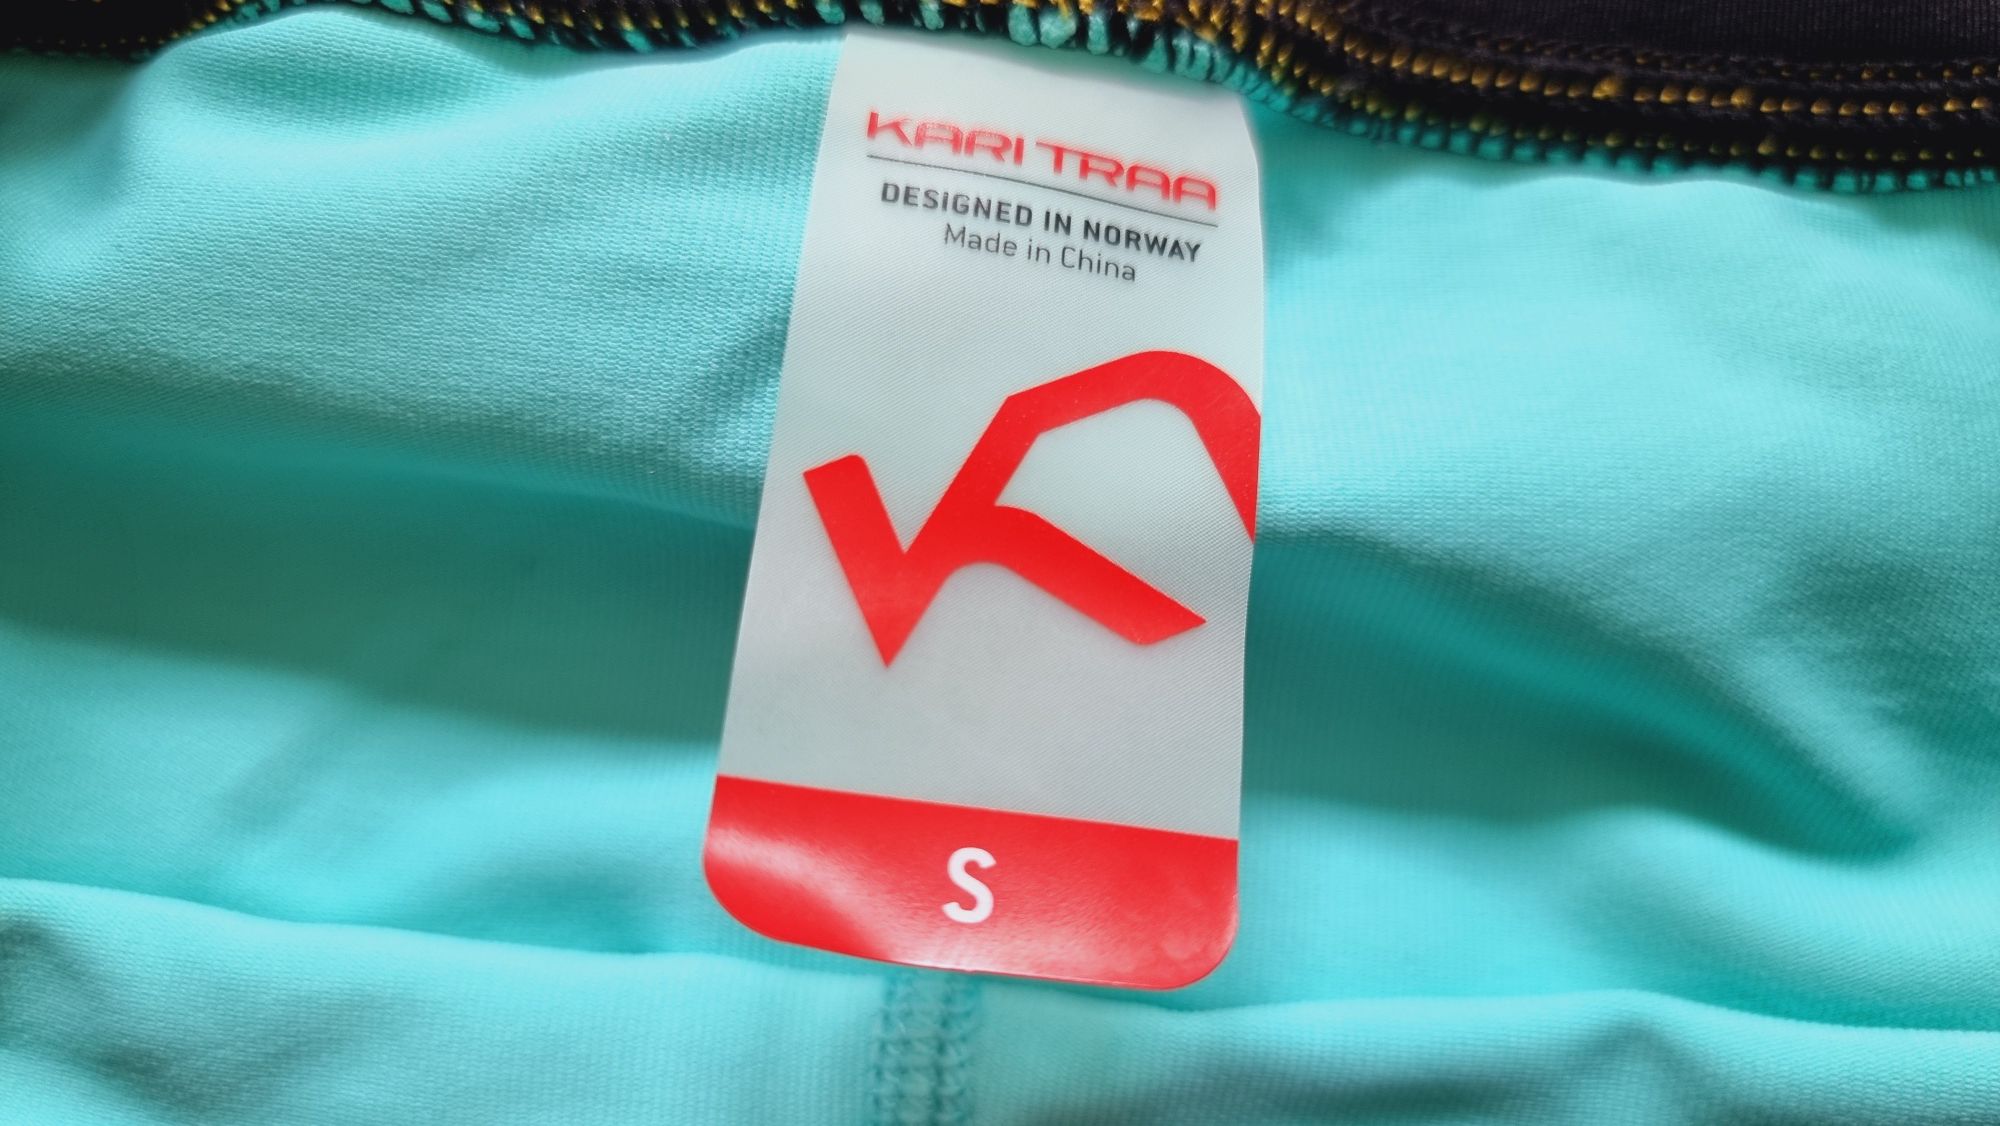 KARI TRAA
DESIGNED IN NORWAY
Made in China
S